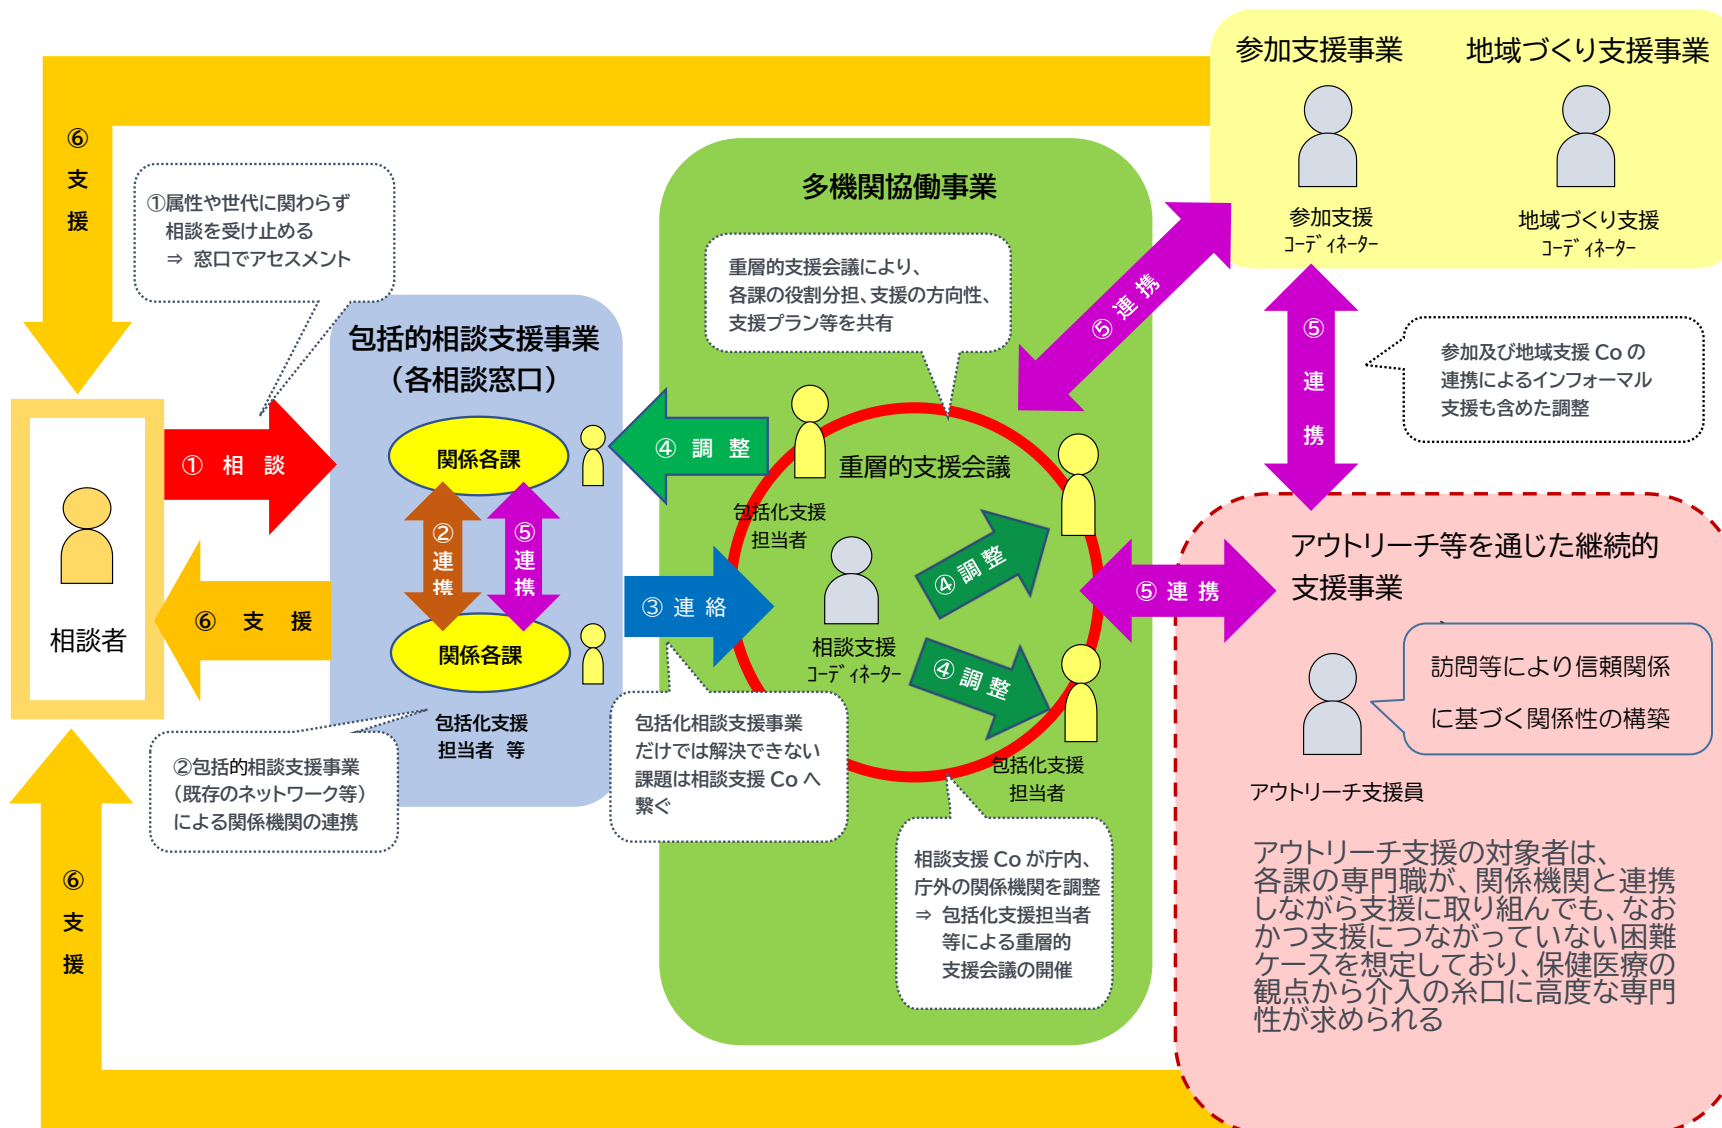 参加支援事業
地域づくり支援事業
参加支援
コーディネーター
地域づくり支援
コーディネーター
⑥
支
援
①属性や世代に関わらず
相談を受け止める
⇒ 窓口でアセスメント
多機関協働事業
重層的支援会議により、
各課の役割分担、支援の方向性、
支援プラン等を共有
⑤ 連 携
⑤
連
携
参加及び地域支援 Co の
連携によるインフォーマル
支援も含めた調整
包括的相談支援事業
（各相談窓口）
関係各課
② 連 携
⑤ 連 携
関係各課
包括化支援
担当者 等
① 相 談
相談者
⑥ 支 援
②包括的相談支援事業
（既存のネットワーク等）
による関係機関の連携
④ 調 整
重層的支援会議
包括化支援
担当者
③ 連 絡
相談支援
コーディネーター
④ 調 整
④ 調 整
包括化支援
担当者
包括化相談支援事業
だけでは解決できない
課題は相談支援 Co へ
繋ぐ
相談支援 Co が庁内、
庁外の関係機関を調整
⇒ 包括化支援担当者
等による重層的
支援会議の開催
⑤ 連 携
アウトリーチ等を通じた継続的
支援事業
訪問等により信頼関係
に基づく関係性の構築
アウトリーチ支援員
アウトリーチ支援の対象者は、
各課の専門職が、関係機関と連携
しながら支援に取り組んでも、なお
かつ支援につながっていない困難
ケースを想定しており、保健医療の
観点から介入の糸口に高度な専門
性が求められる
⑥
支
援